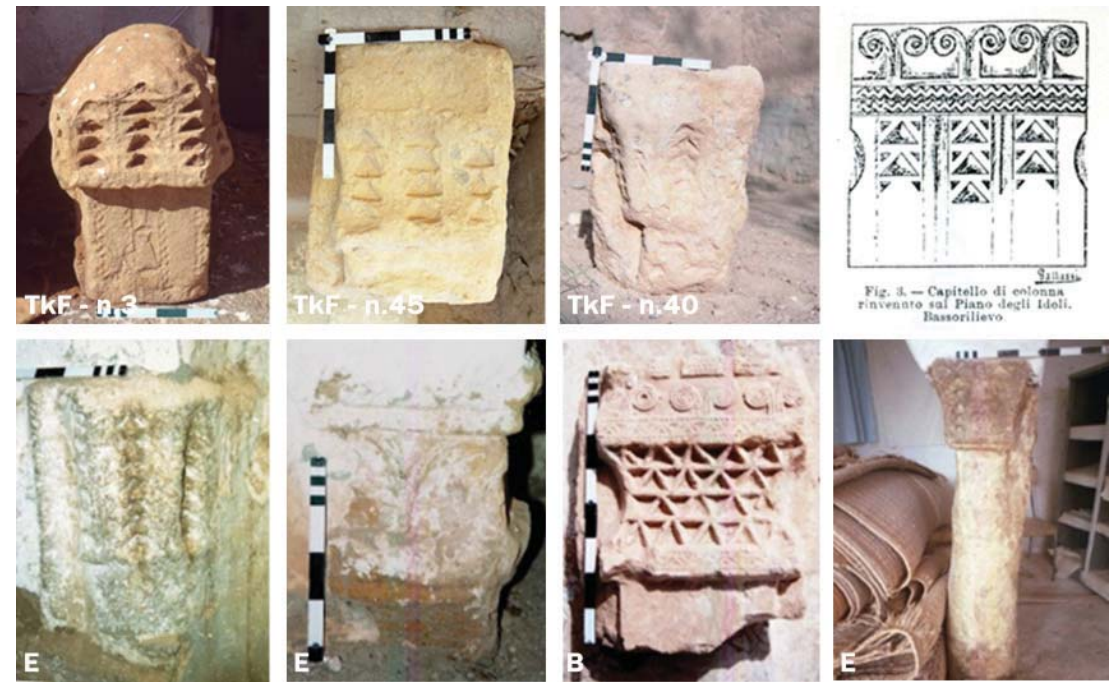 TkF - n.3
TkF - n.45
TkF - n.40
Fig. 3. — Capitello di colonna
rinvenuto sul Piano degli Idoli.
Bassorilievo
E
E
B
E